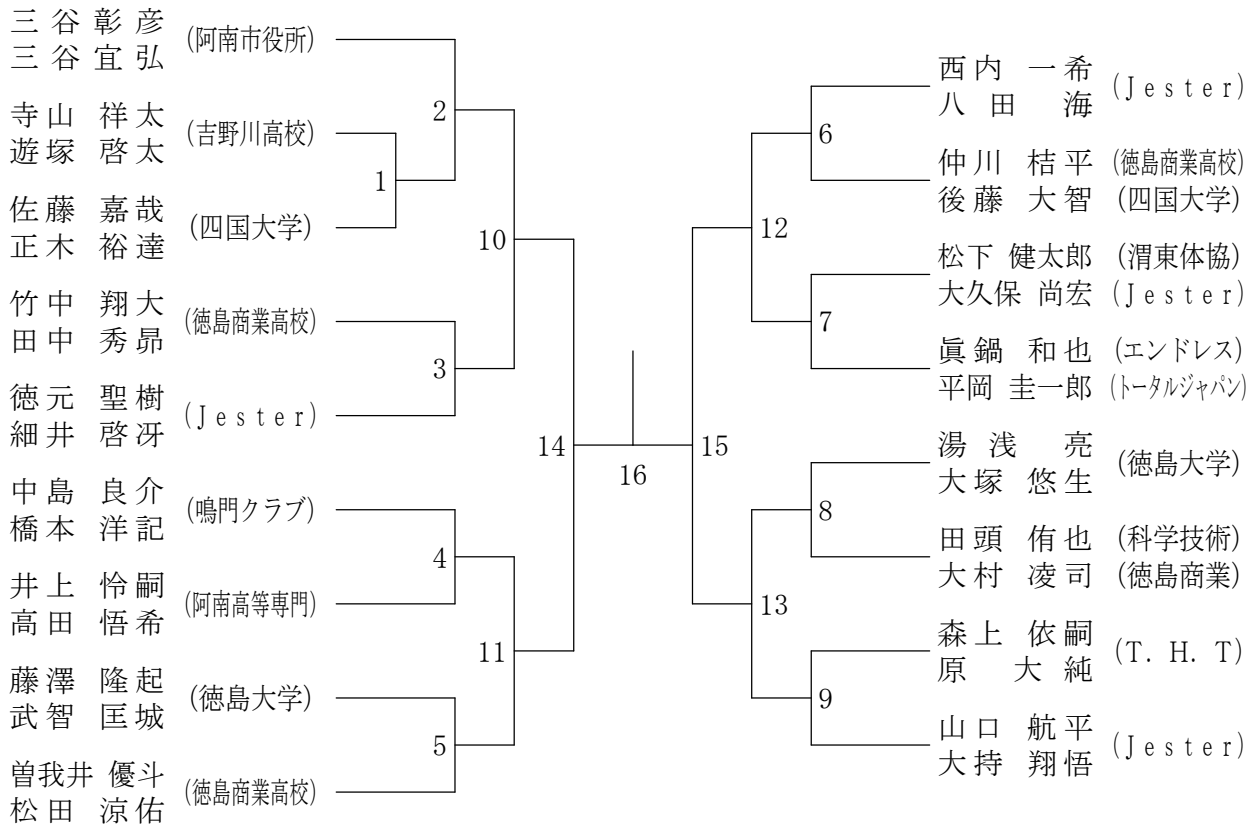 三谷彰彦 (阿南市役所)
三谷宜弘
寺山 祥太 (吉野川高校)
遊塚 啓太
佐藤 嘉哉 (四国大学)
正木 裕達
竹中 翔大 (徳島商業高校)
田中 秀昴
徳元 聖樹 (Jester)
細井 啓冴
中島 良介 (鳴門クラブ)
橋本 洋記
井上 怜嗣 (阿南高等専門)
高田 悟希
藤澤 隆起 (徳島大学)
武智 匡城
曽我井 優斗 (徳島商業高校)
松田 涼佑
2
1
10
3
14
4
11
5
16
西内 一希 (Jester)
八田 海
仲川 桔平 (徳島商業高校)
後藤 大智 (四国大学)
松下 健太郎 (渭東体協)
大久保 尚宏 (Jester)
眞鍋 和也 (エンドレス)
平岡 圭一郎 (トータルジャパン)
湯浅 亮 (徳島大学)
大塚 悠生
田頭 侑也 (科学技術)
大村 凌司 (徳島商業)
森上 依嗣 (T. H. T)
原 大純
山口 航平 (Jester)
大持 翔悟
6
12
7
15
8
13
9